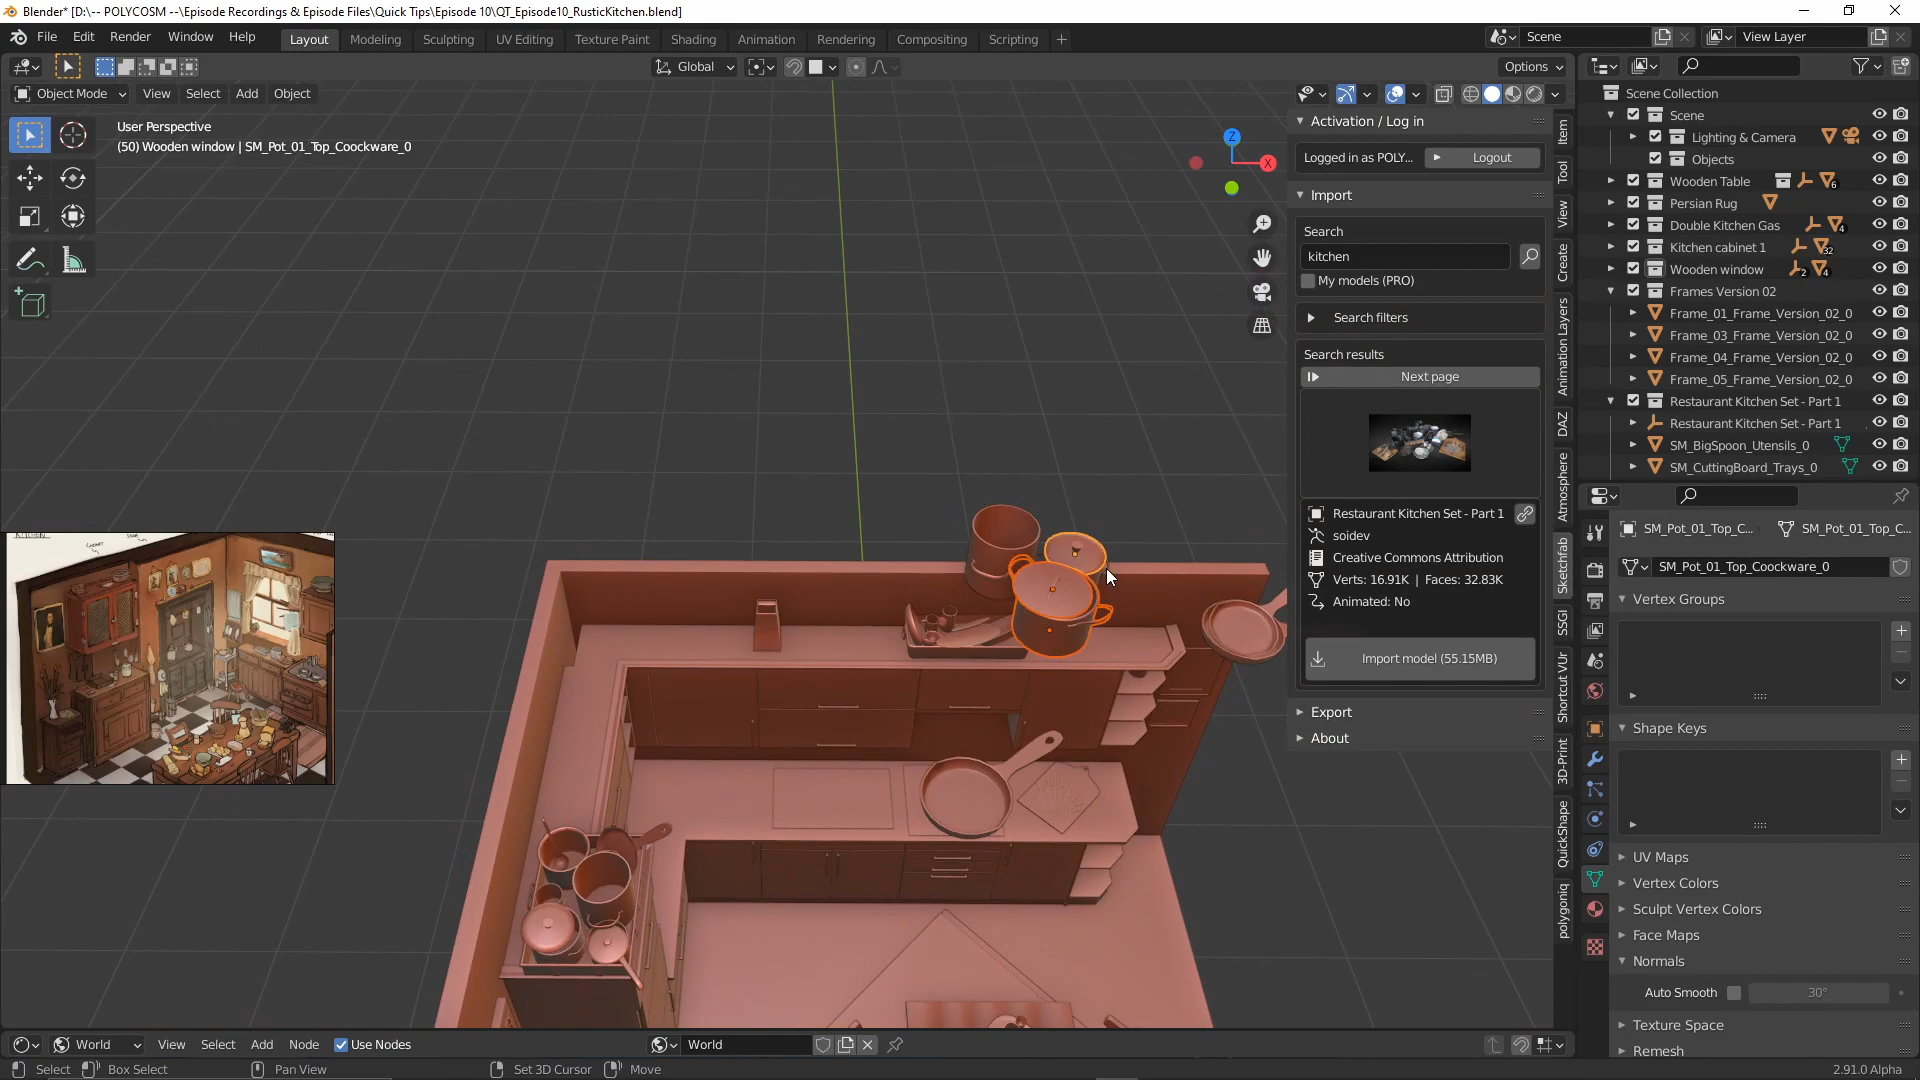 Blender* [D:\-- POLYCOSM --\Episode Recordings & Episode Files\Quick Tips\Episode 10\QT_Episode10_RusticKitchen.blend]
File Edit Render Window Help Layout Modeling Sculpting UV Editing Texture Paint Shading Animation Rendering Compositing Scripting + Scene View Layer
Global Options
Object Mode View Select Add Object
User Perspective
(50) Wooden window | SM_Pot_01_Top_Coockware_0
Z
X
KITCHEN
Activation / Log in
Logged in as POLY... Logout
Import
Search
kitchen
My models (PRO)
Search filters
Search results
Next page
Restaurant Kitchen Set - Part 1
soidev
Creative Commons Attribution
Verts: 16.91K | Faces: 32.83K
Animated: No
Import model (55.15MB)
Export
About
Item
Tool
View
Create
Animation Layers
DAZ
Atmosphere
Sketchfab
SSGI
Shortcut VUr
3D-Print
QuickShape
polygoniq
Scene Collection
Scene
Lighting & Camera
Objects
Wooden Table 6
Persian Rug
Double Kitchen Gas 4
Kitchen cabinet 1 32
Wooden window 2 4
Frames Version 02
Frame_01_Frame_Version_02_0
Frame_03_Frame_Version_02_0
Frame_04_Frame_Version_02_0
Frame_05_Frame_Version_02_0
Restaurant Kitchen Set - Part 1
Restaurant Kitchen Set - Part 1
SM_BigSpoon_Utensils_0
SM_CuttingBoard_Trays_0
SM_Pot_01_Top_C... SM_Pot_01_Top_C...
SM_Pot_01_Top_Coockware_0
Vertex Groups
Shape Keys
UV Maps
Vertex Colors
Sculpt Vertex Colors
Face Maps
Normals
Auto Smooth 30°
Texture Space
Remesh
World View Select Add Node Use Nodes World
Select Box Select Pan View Set 3D Cursor Move 2.91.0 Alpha